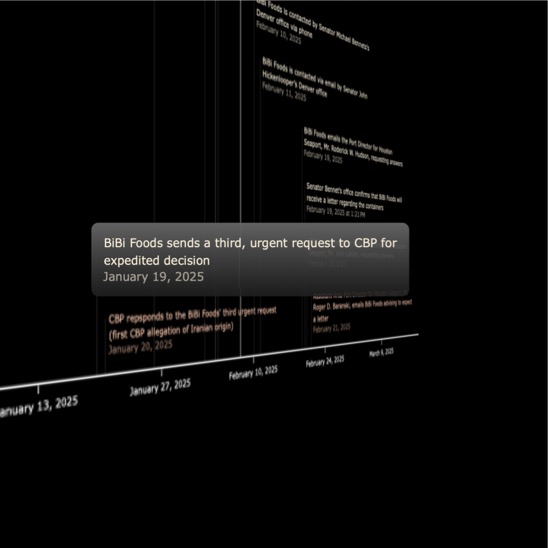 BiBi Foods is contacted by Senator Michael Bennet's
Denver office via phone
February 10, 2025
BiBi Foods is contacted via email by Senator John
Hickenlooper's Denver office
February 11, 2025
BiBi Foods emails the Port Director for Houston
Seaport, Mr. Roderick W. Hudson, requesting answers
February 19, 2025
Senator Bennet's office confirms that BiBi Foods will
receive a letter regarding the containers
February 19, 2025 at 1:21 PM
BiBi Foods sends a third, urgent request to CBP for
expedited decision
January 19, 2025
Roger D. Beranski, emails BiBi Foods advising to expect
a letter
February 21, 2025
CBP repsponds to the BiBi Foods' third urgent request
(first CBP allegation of Iranian origin)
January 20, 2025
anuary 13, 2025
January 27, 2025
February 10, 2025
February 24, 2025
March 9, 2025